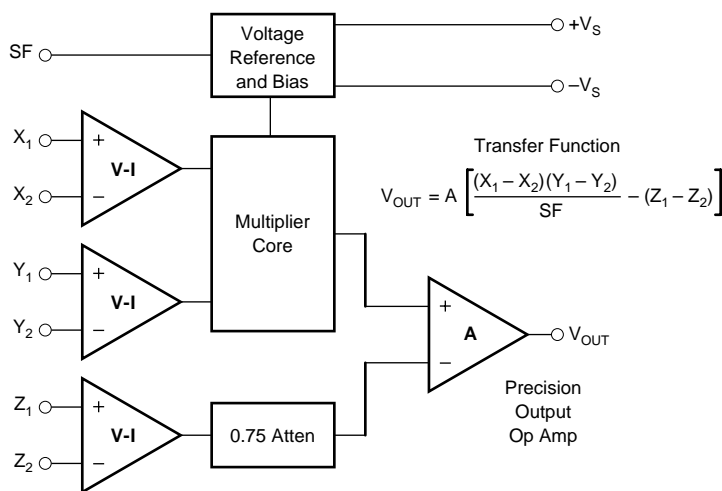 SF
Voltage
Reference
and Bias
+VS
–VS
X1
X2
+
–
V-I
Multiplier
Core
Transfer Function
VOUT = A [ (X1 – X2)(Y1 – Y2) / SF – (Z1 – Z2) ]
Y1
Y2
+
–
V-I
+
–
A
VOUT
Precision
Output
Op Amp
Z1
Z2
+
–
V-I
0.75 Atten